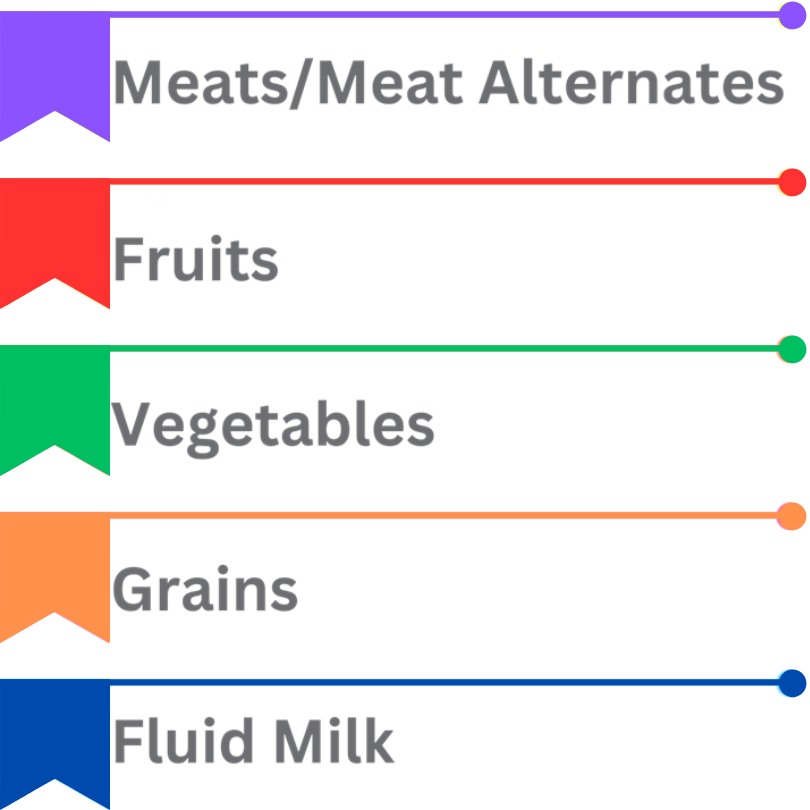 Meats/Meat Alternates
Fruits
Vegetables
Grains
Fluid Milk